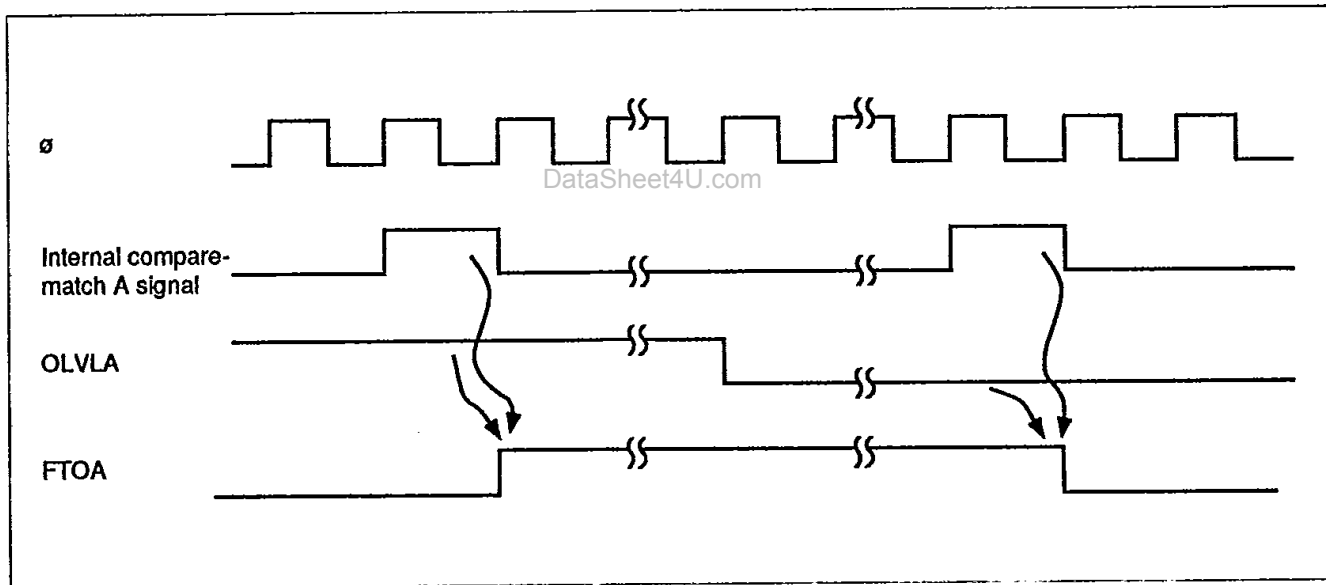 ø
DataSheet4U.com
Internal compare-
match A signal
OLVLA
FTOA